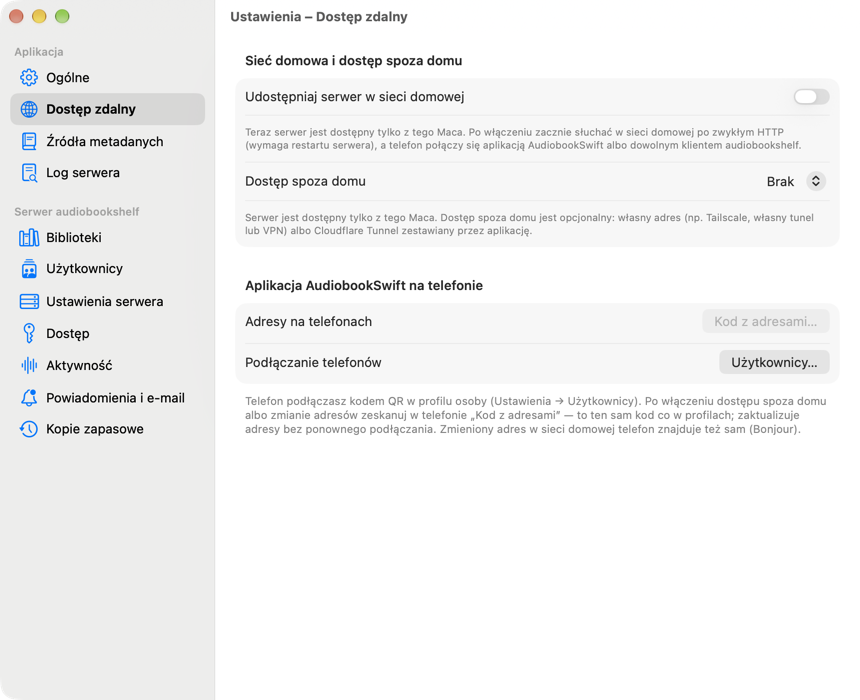 Ustawienia – Dostęp zdalny
Aplikacja
Ogólne
Dostęp zdalny
Źródła metadanych
Log serwera
Serwer audiobookshelf
Biblioteki
Użytkownicy
Ustawienia serwera
Dostęp
Aktywność
Powiadomienia i e-mail
Kopie zapasowe
Sieć domowa i dostęp spoza domu
Udostępniaj serwer w sieci domowej
Teraz serwer jest dostępny tylko z tego Maca. Po włączeniu zacznie słuchać w sieci domowej po zwykłym HTTP
(wymaga restartu serwera), a telefon połączy się aplikacją AudiobookSwift albo dowolnym klientem audiobookshelf.
Dostęp spoza domu Brak
Serwer jest dostępny tylko z tego Maca. Dostęp spoza domu jest opcjonalny: własny adres (np. Tailscale, własny tunel
lub VPN) albo Cloudflare Tunnel zestawiany przez aplikację.
Aplikacja AudiobookSwift na telefonie
Adresy na telefonach Kod z adresami...
Podłączanie telefonów Użytkownicy...
Telefon podłączasz kodem QR w profilu osoby (Ustawienia → Użytkownicy). Po włączeniu dostępu spoza domu
albo zmianie adresów zeskanuj w telefonie „Kod z adresami” — to ten sam kod co w profilach; zaktualizuje
adresy bez ponownego podłączania. Zmieniony adres w sieci domowej telefon znajduje też sam (Bonjour).